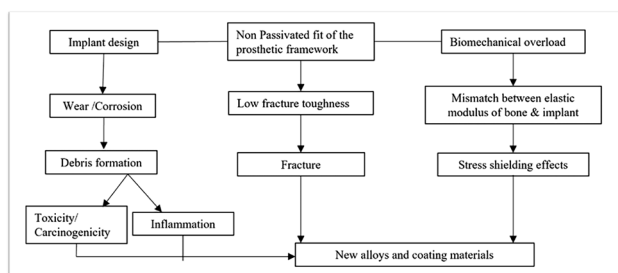 Implant design
Non Passivated fit of the
prosthetic framework
Biomechanical overload
Wear /Corrosion
Low fracture toughness
Mismatch between elastic
modulus of bone & implant
Debris formation
Fracture
Stress shielding effects
Toxicity/
Carcinogenicity
Inflammation
New alloys and coating materials